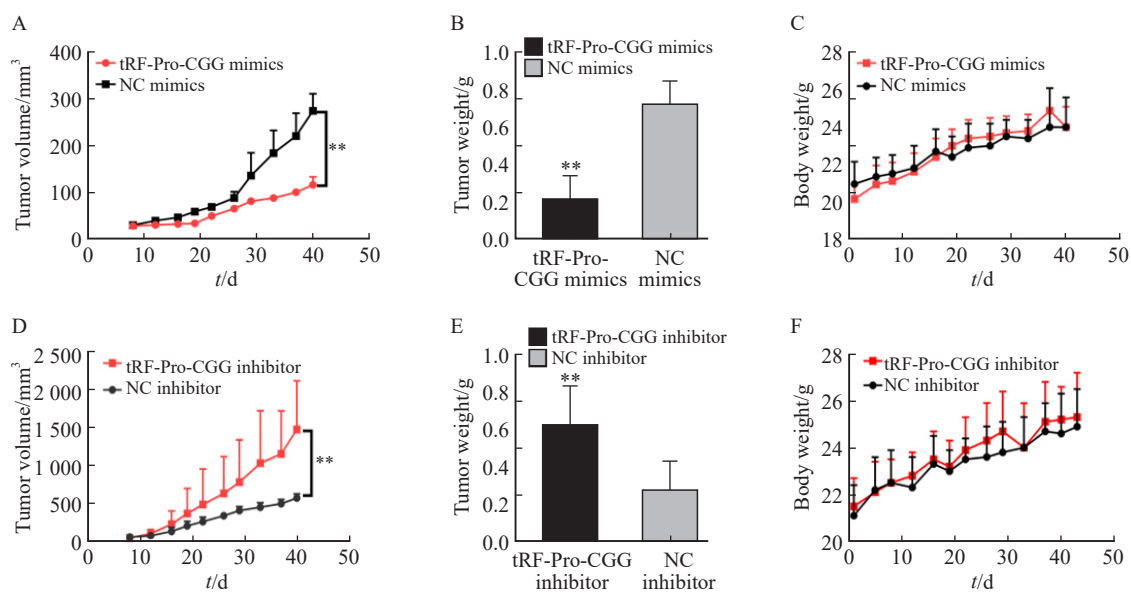 A
400
300
200
100
0
Tumor volume/mm³
tRF-Pro-CGG mimics
NC mimics
**
0 10 20 30 40 50
t/d
B
1.0
0.8
0.6
0.4
0.2
0.0
Tumor weight/g
tRF-Pro-CGG mimics
NC mimics
**
tRF-Pro-
CGG mimics
NC
mimics
C
28
26
24
22
20
18
Body weight/g
tRF-Pro-CGG mimics
NC mimics
0 10 20 30 40 50
t/d
D
2 500
2 000
1 500
1 000
500
0
Tumor volume/mm³
tRF-Pro-CGG inhibitor
NC inhibitor
**
0 10 20 30 40 50
t/d
E
1.0
0.8
0.6
0.4
0.2
0.0
Tumor weight/g
tRF-Pro-CGG inhibitor
NC inhibitor
**
tRF-Pro-CGG
inhibitor
NC
inhibitor
F
28
26
24
22
20
Body weight/g
tRF-Pro-CGG inhibitor
NC inhibitor
0 10 20 30 40 50
t/d